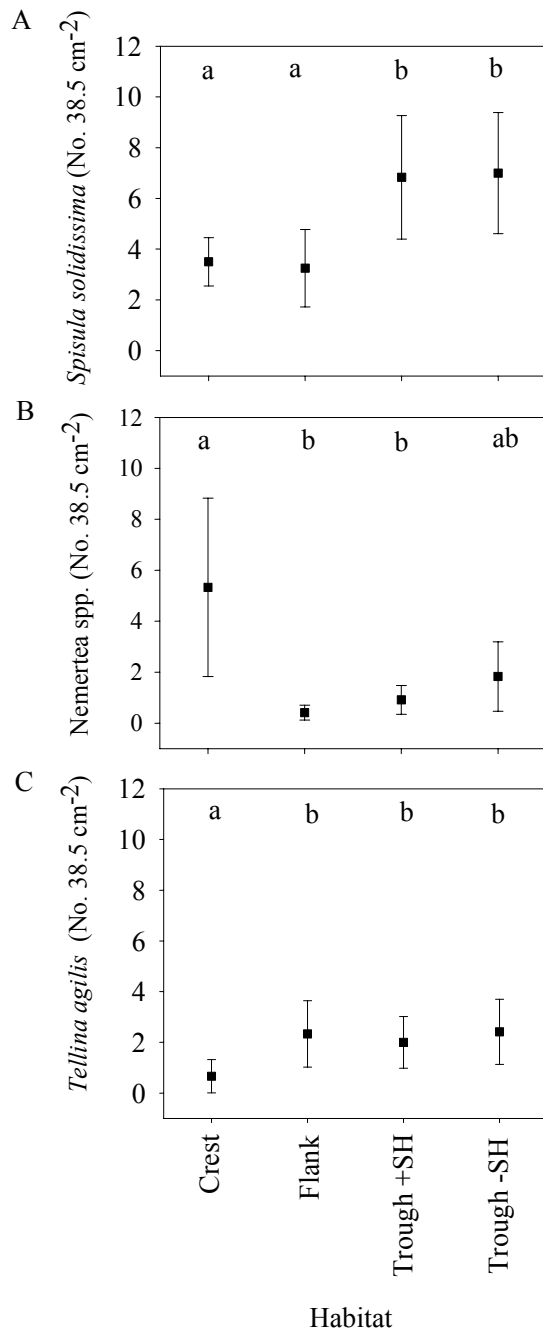 A
Spisula solidissima (No. 38.5 cm-2)
12
10
8
6
4
2
0
a a b b
B
Nemertea spp. (No. 38.5 cm-2)
12
10
8
6
4
2
0
a b b ab
C
Tellina agilis (No. 38.5 cm-2)
12
10
8
6
4
2
0
a b b b
Crest
Flank
Trough +SH
Trough -SH
Habitat